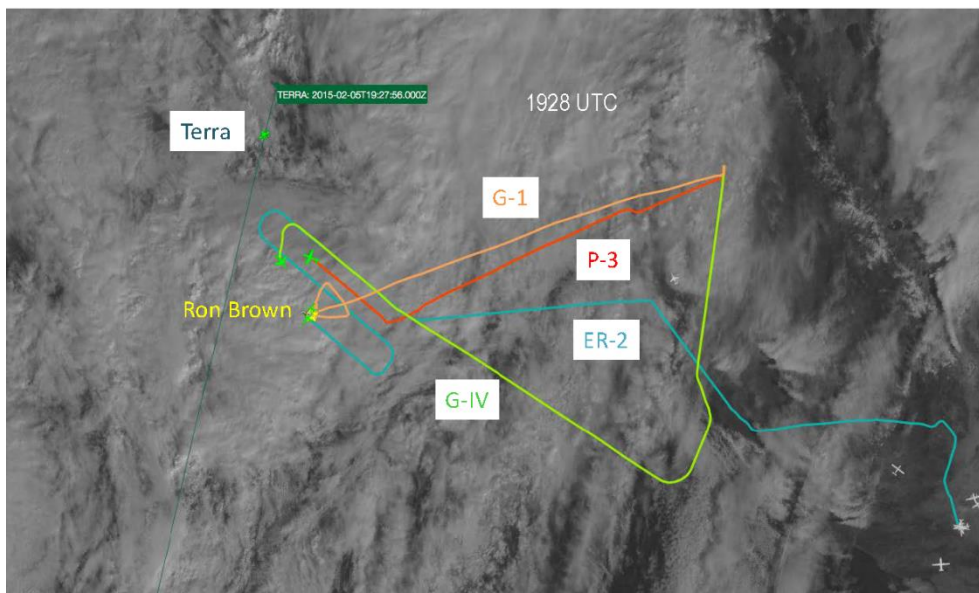 TERRA: 2015-02-05T19:27:56.000Z
1928 UTC
Terra
G-1
P-3
Ron Brown
ER-2
G-IV